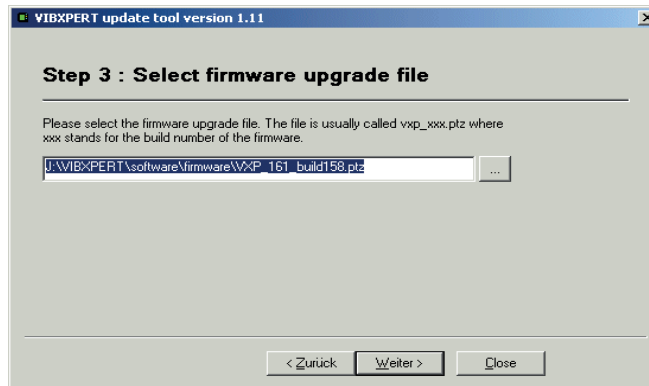 VIBXPERT update tool version 1.11
Step 3 : Select firmware upgrade file
Please select the firmware upgrade file. The file is usually called vxp_xxx.ptz where
xxx stands for the build number of the firmware.
J:\VIBXPERT\software\firmware\VXP_161_build158.ptz
...
< Zurück
Weiter >
Close